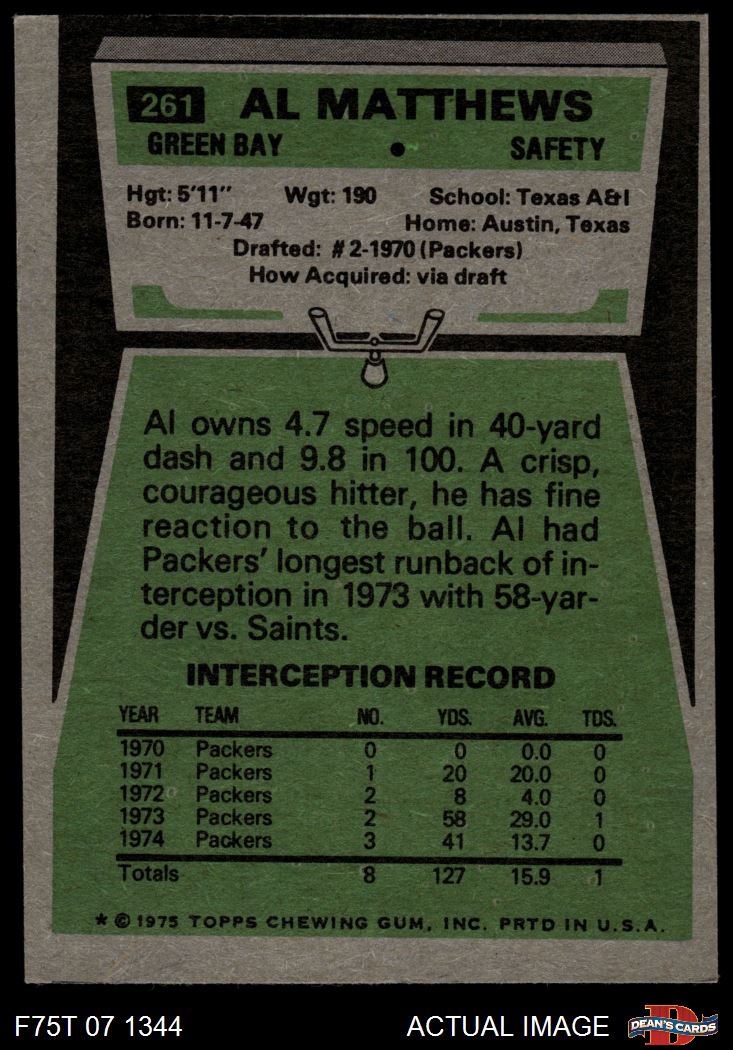 261 AL MATTHEWS
GREEN BAY • SAFETY
Hgt: 5'11" Wgt: 190 School: Texas A&I
Born: 11-7-47 Home: Austin, Texas
Drafted: #2-1970 (Packers)
How Acquired: via draft
Al owns 4.7 speed in 40-yard
dash and 9.8 in 100. A crisp,
courageous hitter, he has fine
reaction to the ball. Al had
Packers' longest runback of in-
terception in 1973 with 58-yar-
der vs. Saints.
INTERCEPTION RECORD
YEAR TEAM NO. YDS. AVG. TDS.
1970 Packers 0 0 0.0 0
1971 Packers 1 20 20.0 0
1972 Packers 2 8 4.0 0
1973 Packers 2 58 29.0 1
1974 Packers 3 41 13.7 0
Totals 8 127 15.9 1
* © 1975 TOPPS CHEWING GUM, INC. PRTD IN U.S.A.
F75T 07 1344 ACTUAL IMAGE DEAN'S CARDS